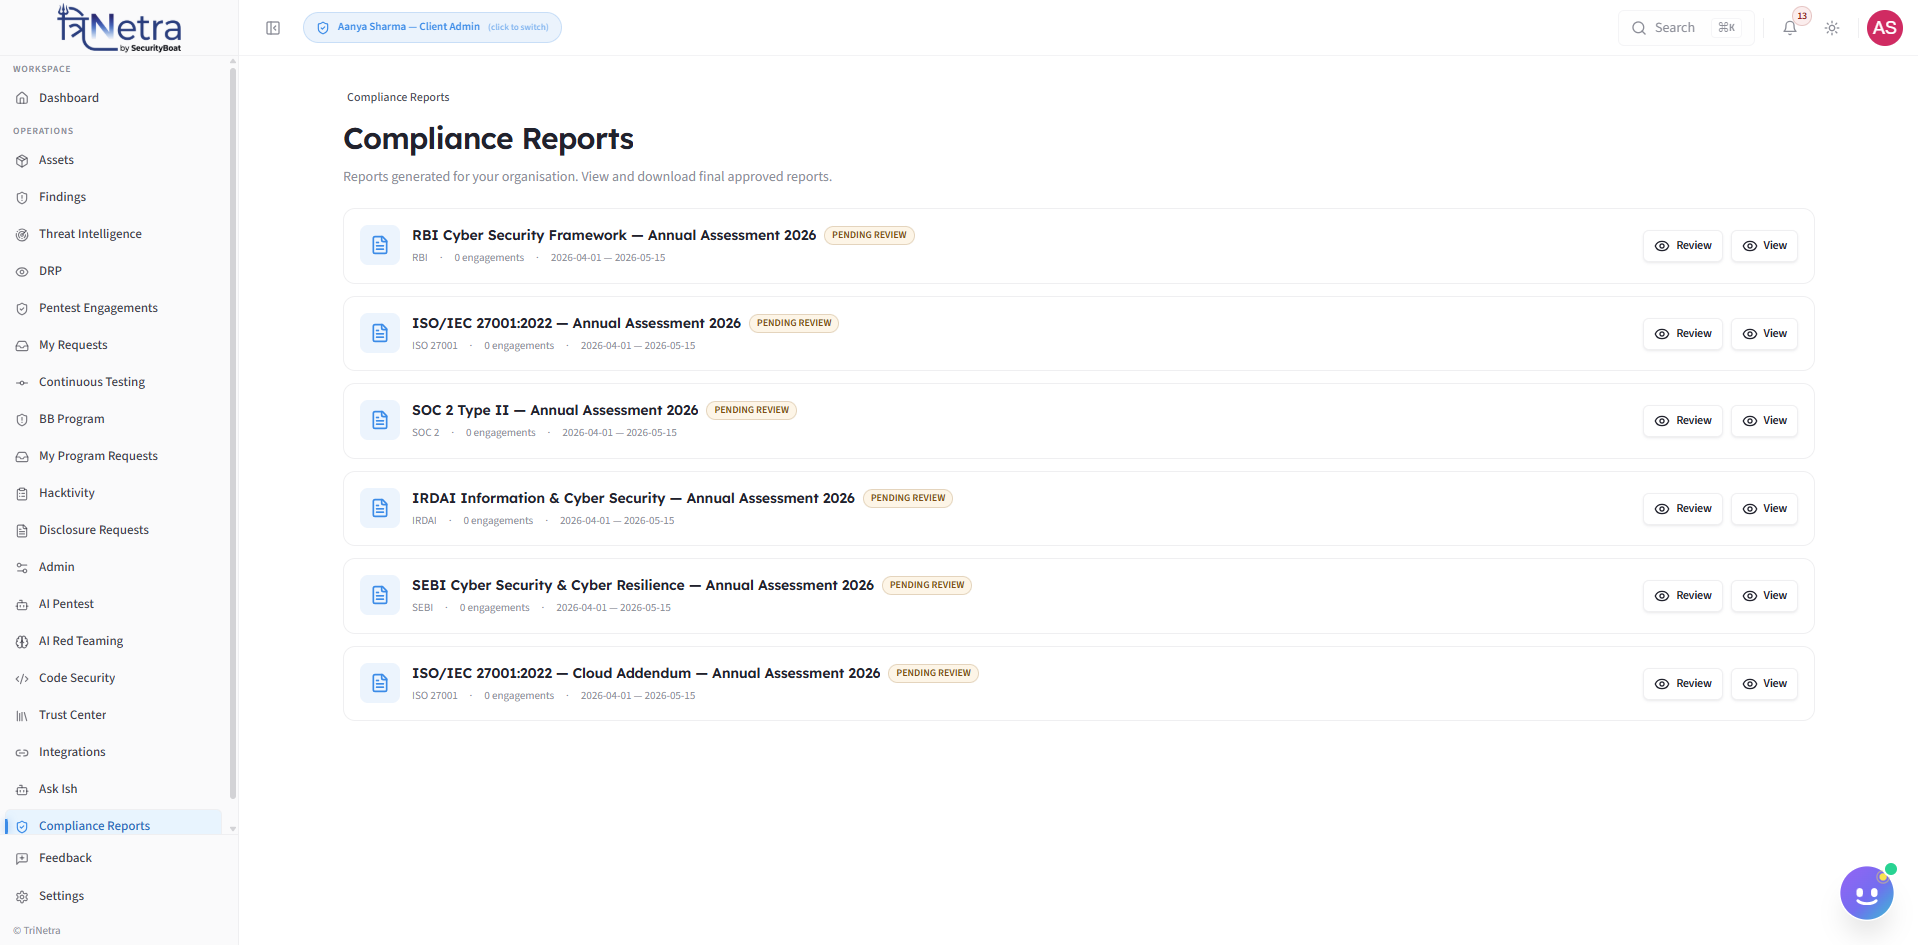 त्रिNetra
by SecurityBoat
Aanya Sharma — Client Admin (click to switch)
Search ⌘K
13
AS
WORKSPACE
Dashboard
OPERATIONS
Assets
Findings
Threat Intelligence
DRP
Pentest Engagements
My Requests
Continuous Testing
BB Program
My Program Requests
Hacktivity
Disclosure Requests
Admin
AI Pentest
AI Red Teaming
Code Security
Trust Center
Integrations
Ask Ish
Compliance Reports
Feedback
Settings
© TriNetra
Compliance Reports
Compliance Reports
Reports generated for your organisation. View and download final approved reports.
RBI Cyber Security Framework — Annual Assessment 2026 PENDING REVIEW
RBI · 0 engagements · 2026-04-01 — 2026-05-15
Review View
ISO/IEC 27001:2022 — Annual Assessment 2026 PENDING REVIEW
ISO 27001 · 0 engagements · 2026-04-01 — 2026-05-15
Review View
SOC 2 Type II — Annual Assessment 2026 PENDING REVIEW
SOC 2 · 0 engagements · 2026-04-01 — 2026-05-15
Review View
IRDAI Information & Cyber Security — Annual Assessment 2026 PENDING REVIEW
IRDAI · 0 engagements · 2026-04-01 — 2026-05-15
Review View
SEBI Cyber Security & Cyber Resilience — Annual Assessment 2026 PENDING REVIEW
SEBI · 0 engagements · 2026-04-01 — 2026-05-15
Review View
ISO/IEC 27001:2022 — Cloud Addendum — Annual Assessment 2026 PENDING REVIEW
ISO 27001 · 0 engagements · 2026-04-01 — 2026-05-15
Review View